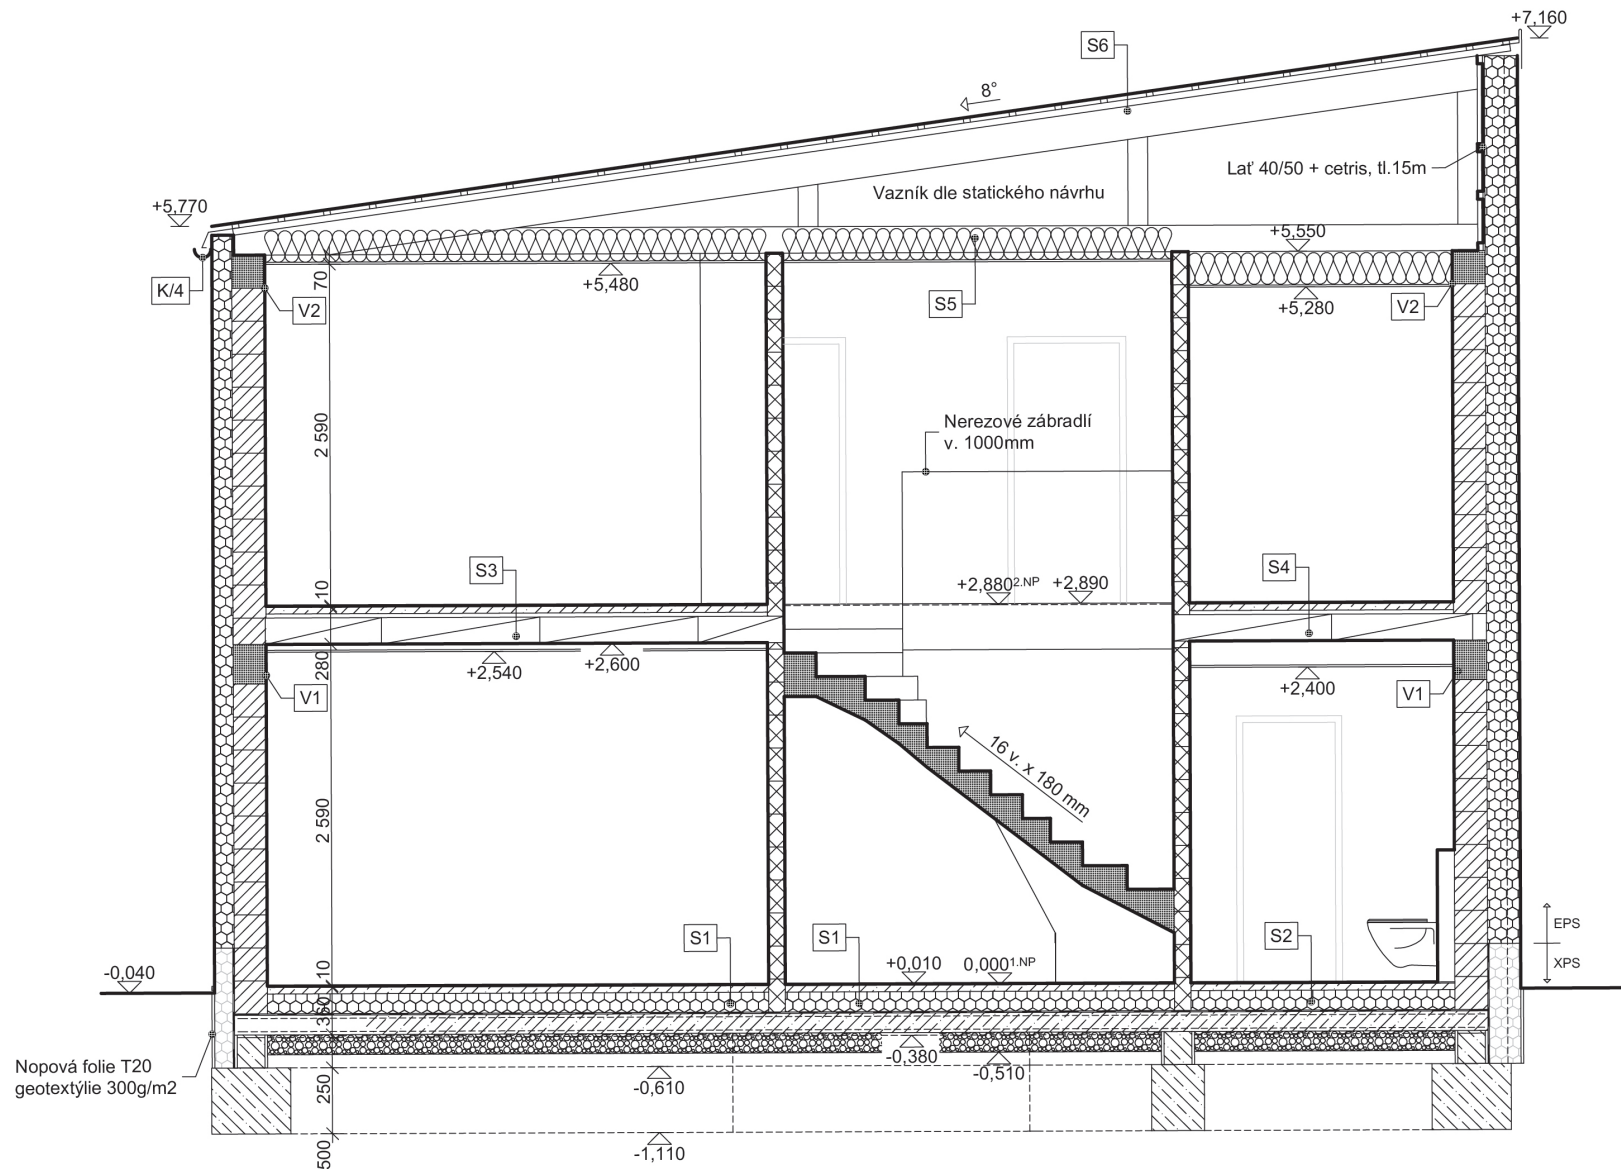 +7,160
S6
8°
Lať 40/50 + cetris, tl.15m
Vazník dle statického návrhu
+5,770
+5,550
K/4
70
+5,480
+5,280
V2
S5
V2
2 590
Nerezové zábradlí
v. 1000mm
S3
S4
10
+2,880 2.NP
+2,890
280
+2,540
+2,600
+2,400
V1
V1
16 v. x 180 mm
2 590
EPS
S1
S1
S2
XPS
-0,040
10
+0,010
0,000 1.NP
360
-0,380
Nopová folie T20
geotextýlie 300g/m2
-0,510
250
-0,610
500
-1,110